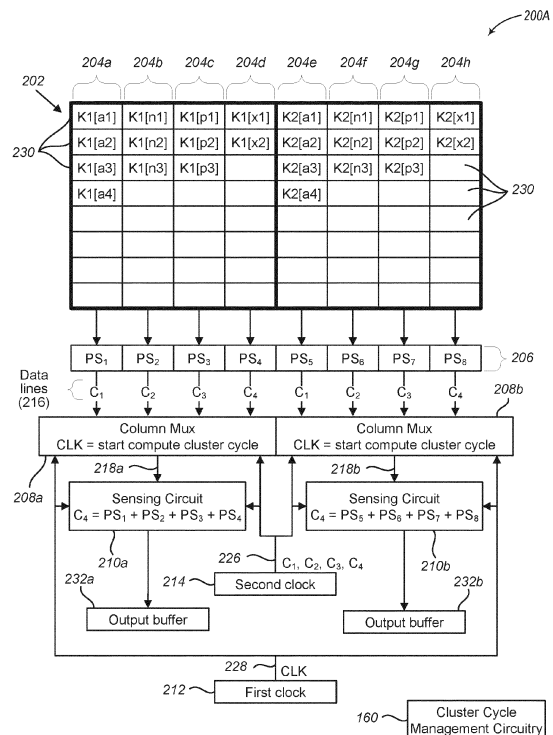 200A
204a 204b 204c 204d 204e 204f 204g 204h
202
K1[a1] K1[n1] K1[p1] K1[x1] K2[a1] K2[n1] K2[p1] K2[x1]
230
K1[a2] K1[n2] K1[p2] K1[x2] K2[a2] K2[n2] K2[p2] K2[x2]
K1[a3] K1[n3] K1[p3] K2[a3] K2[n3] K2[p3]
K1[a4] K2[a4]
230
PS1 PS2 PS3 PS4 PS5 PS6 PS7 PS8
206
Data
lines
(216)
C1 C2 C3 C4 C1 C2 C3 C4
208b
Column Mux
CLK = start compute cluster cycle
Column Mux
CLK = start compute cluster cycle
208a
218a
218b
Sensing Circuit
C4 = PS1 + PS2 + PS3 + PS4
Sensing Circuit
C4 = PS5 + PS6 + PS7 + PS8
210a
226
C1, C2, C3, C4
210b
214
Second clock
232a
232b
Output buffer
Output buffer
228
CLK
212
First clock
160
Cluster Cycle
Management Circuitry